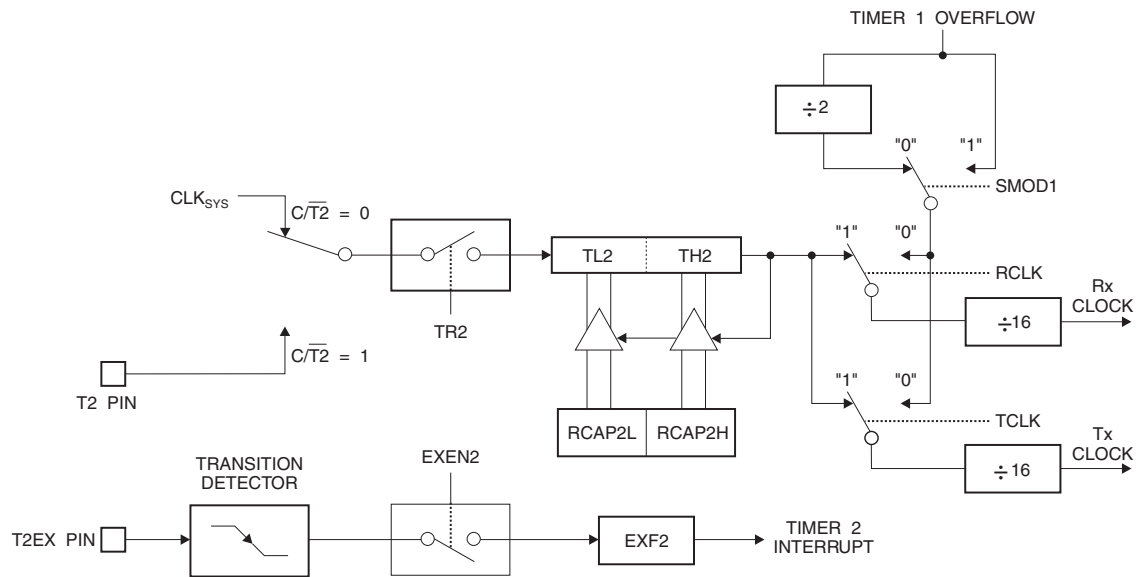 TIMER 1 OVERFLOW
÷2
"0" "1"
SMOD1
CLKSYS
C/T̅2̅ = 0
TR2
TL2 TH2
"1" "0"
RCLK
÷16
Rx
CLOCK
C/T̅2̅ = 1
T2 PIN
RCAP2L RCAP2H
"1" "0"
TCLK
÷16
Tx
CLOCK
TRANSITION
DETECTOR
EXEN2
T2EX PIN
EXF2
TIMER 2
INTERRUPT